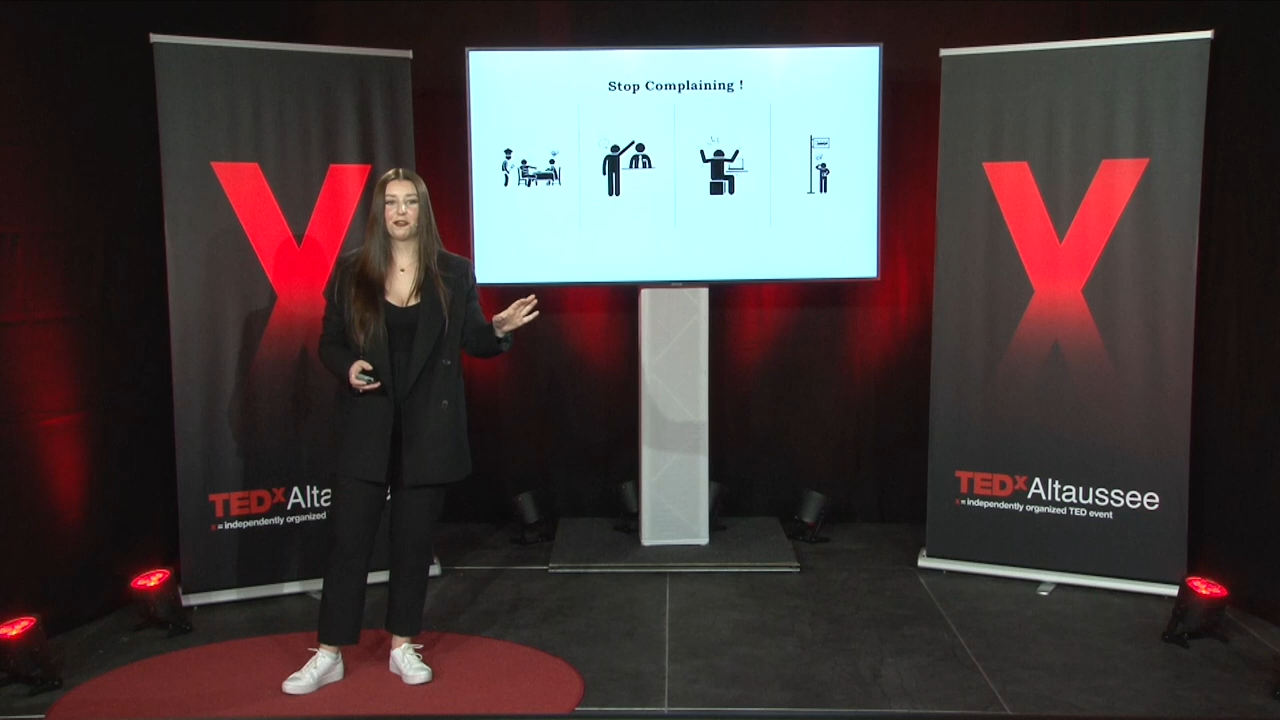 Stop Complaining !
X
TEDxAlta
x = independently organized
X
TEDxAltaussee
x = independently organized TED event